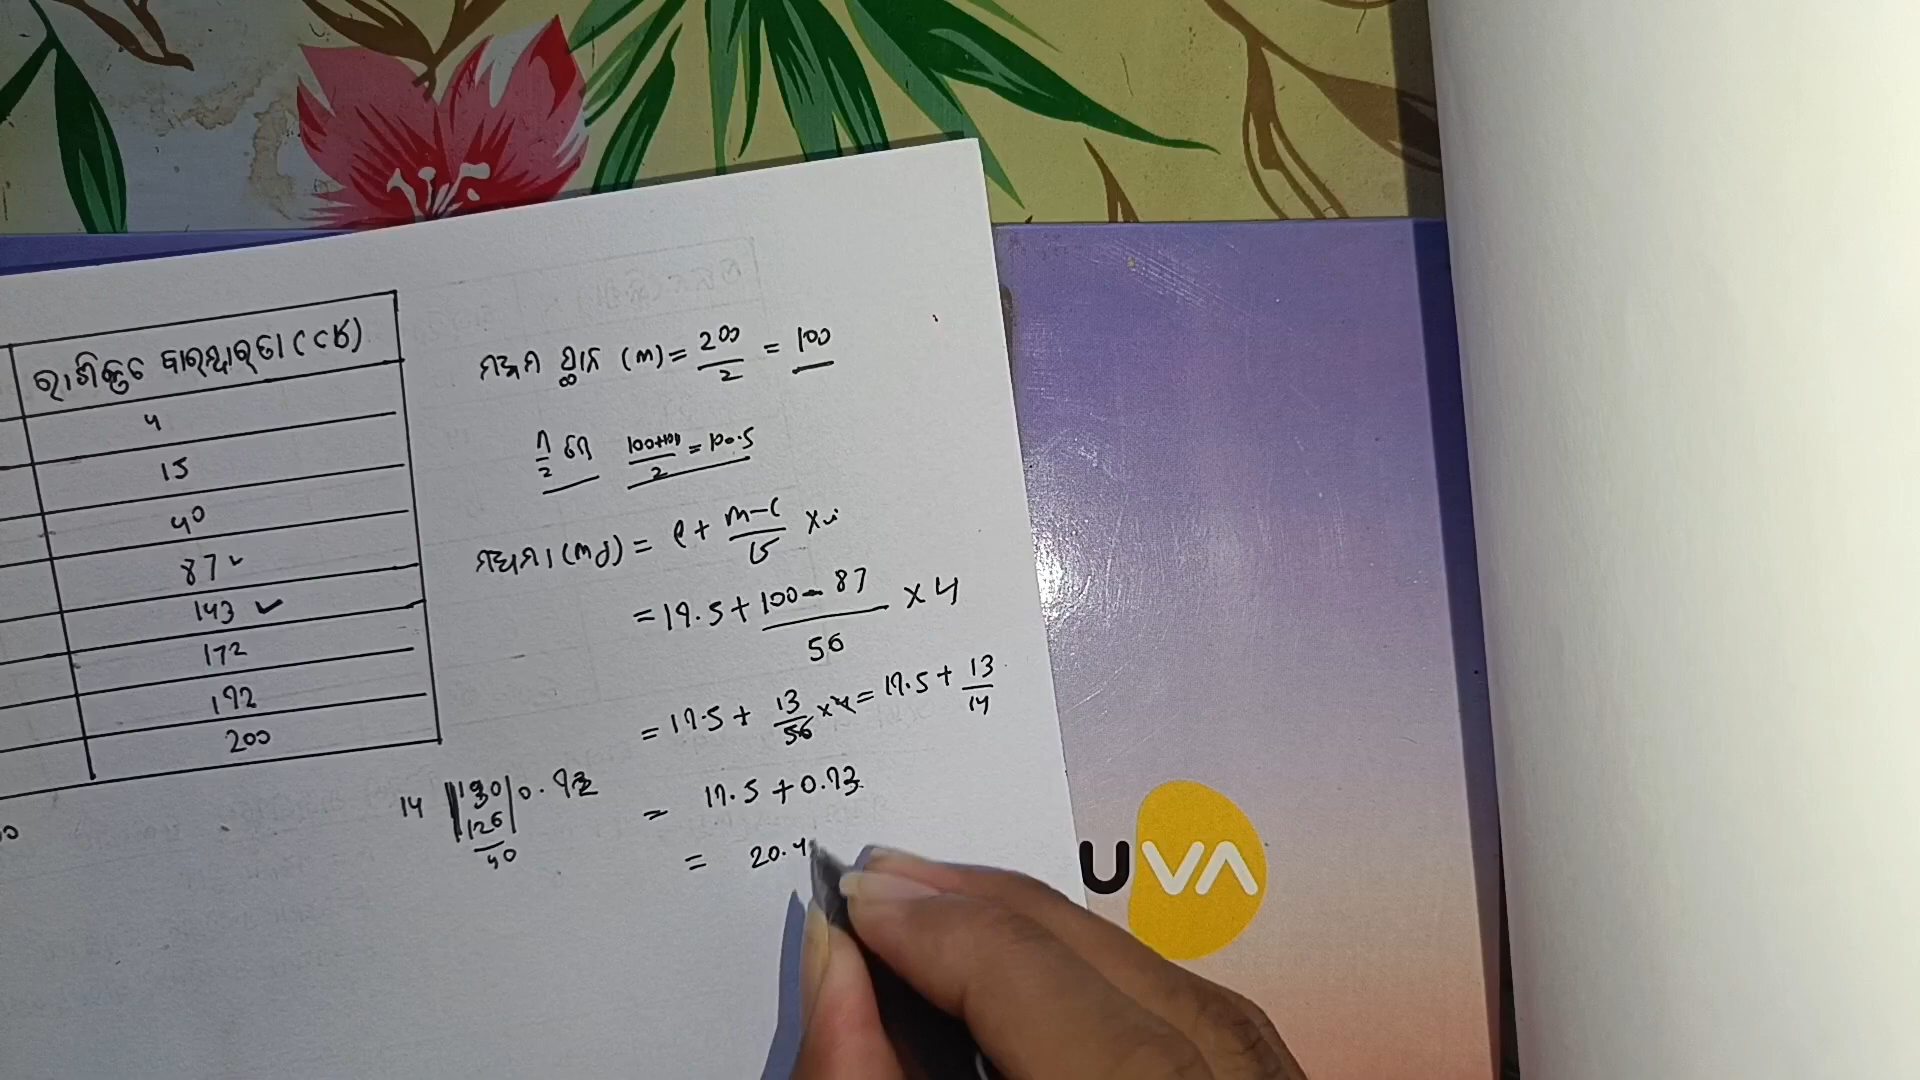 ରାଶିକୃତ ବାରମ୍ବାରତା (cf)
4
15
40
87 ✓
143 ✓
172
192
200
ମଧ୍ୟମ ସ୍ଥାନ (m) = 200/2 = 100
n/2 ରେ (100+101)/2 = 100.5
ମଧ୍ୟମା (Md) = l + (m-c)/f × i
= 19.5 + (100-87)/56 × 4
= 19.5 + 13/56 × 4 = 19.5 + 13/14
14 130 0.92
126
40
= 19.5 + 0.93
= 20.4
UVA